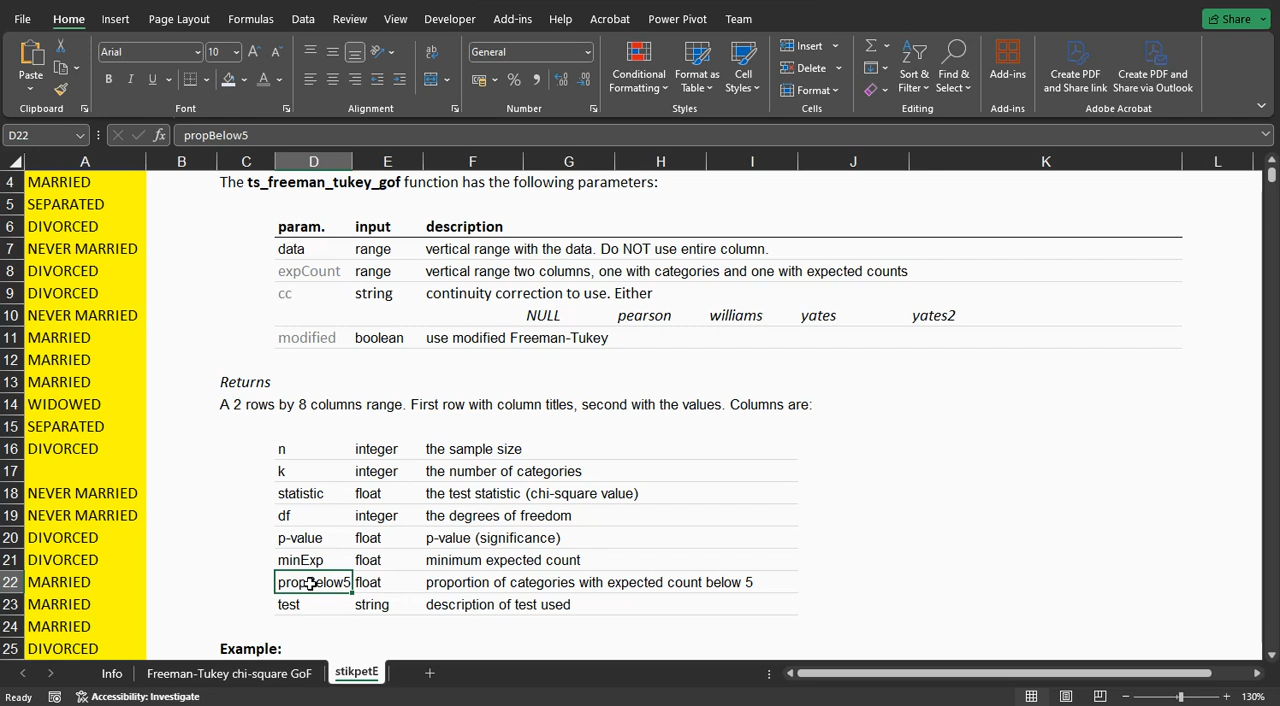 File Home Insert Page Layout Formulas Data Review View Developer Add-ins Help Acrobat Power Pivot Team Share
Arial 10 A A ab General Insert Conditional Formatting Format as Table Cell Styles Delete Sort & Filter Find & Select Add-ins Create PDF and Share link Create PDF and Share via Outlook
Paste B I U A % Format
Clipboard Font Alignment Number Styles Cells Editing Add-ins Adobe Acrobat
D22 fx propBelow5
A B C D E F G H I J K L
4 MARRIED The ts_freeman_tukey_gof function has the following parameters:
5 SEPARATED
6 DIVORCED param. input description
7 NEVER MARRIED data range vertical range with the data. Do NOT use entire column.
8 DIVORCED expCount range vertical range two columns, one with categories and one with expected counts
9 DIVORCED cc string continuity correction to use. Either
10 NEVER MARRIED NULL pearson williams yates yates2
11 MARRIED modified boolean use modified Freeman-Tukey
12 MARRIED
13 MARRIED Returns
14 WIDOWED A 2 rows by 8 columns range. First row with column titles, second with the values. Columns are:
15 SEPARATED
16 DIVORCED n integer the sample size
17 k integer the number of categories
18 NEVER MARRIED statistic float the test statistic (chi-square value)
19 NEVER MARRIED df integer the degrees of freedom
20 DIVORCED p-value float p-value (significance)
21 DIVORCED minExp float minimum expected count
22 MARRIED propBelow5 float proportion of categories with expected count below 5
23 MARRIED test string description of test used
24 MARRIED
25 DIVORCED Example:
Info Freeman-Tukey chi-square GoF stikpetE
Ready Accessibility: Investigate 130%